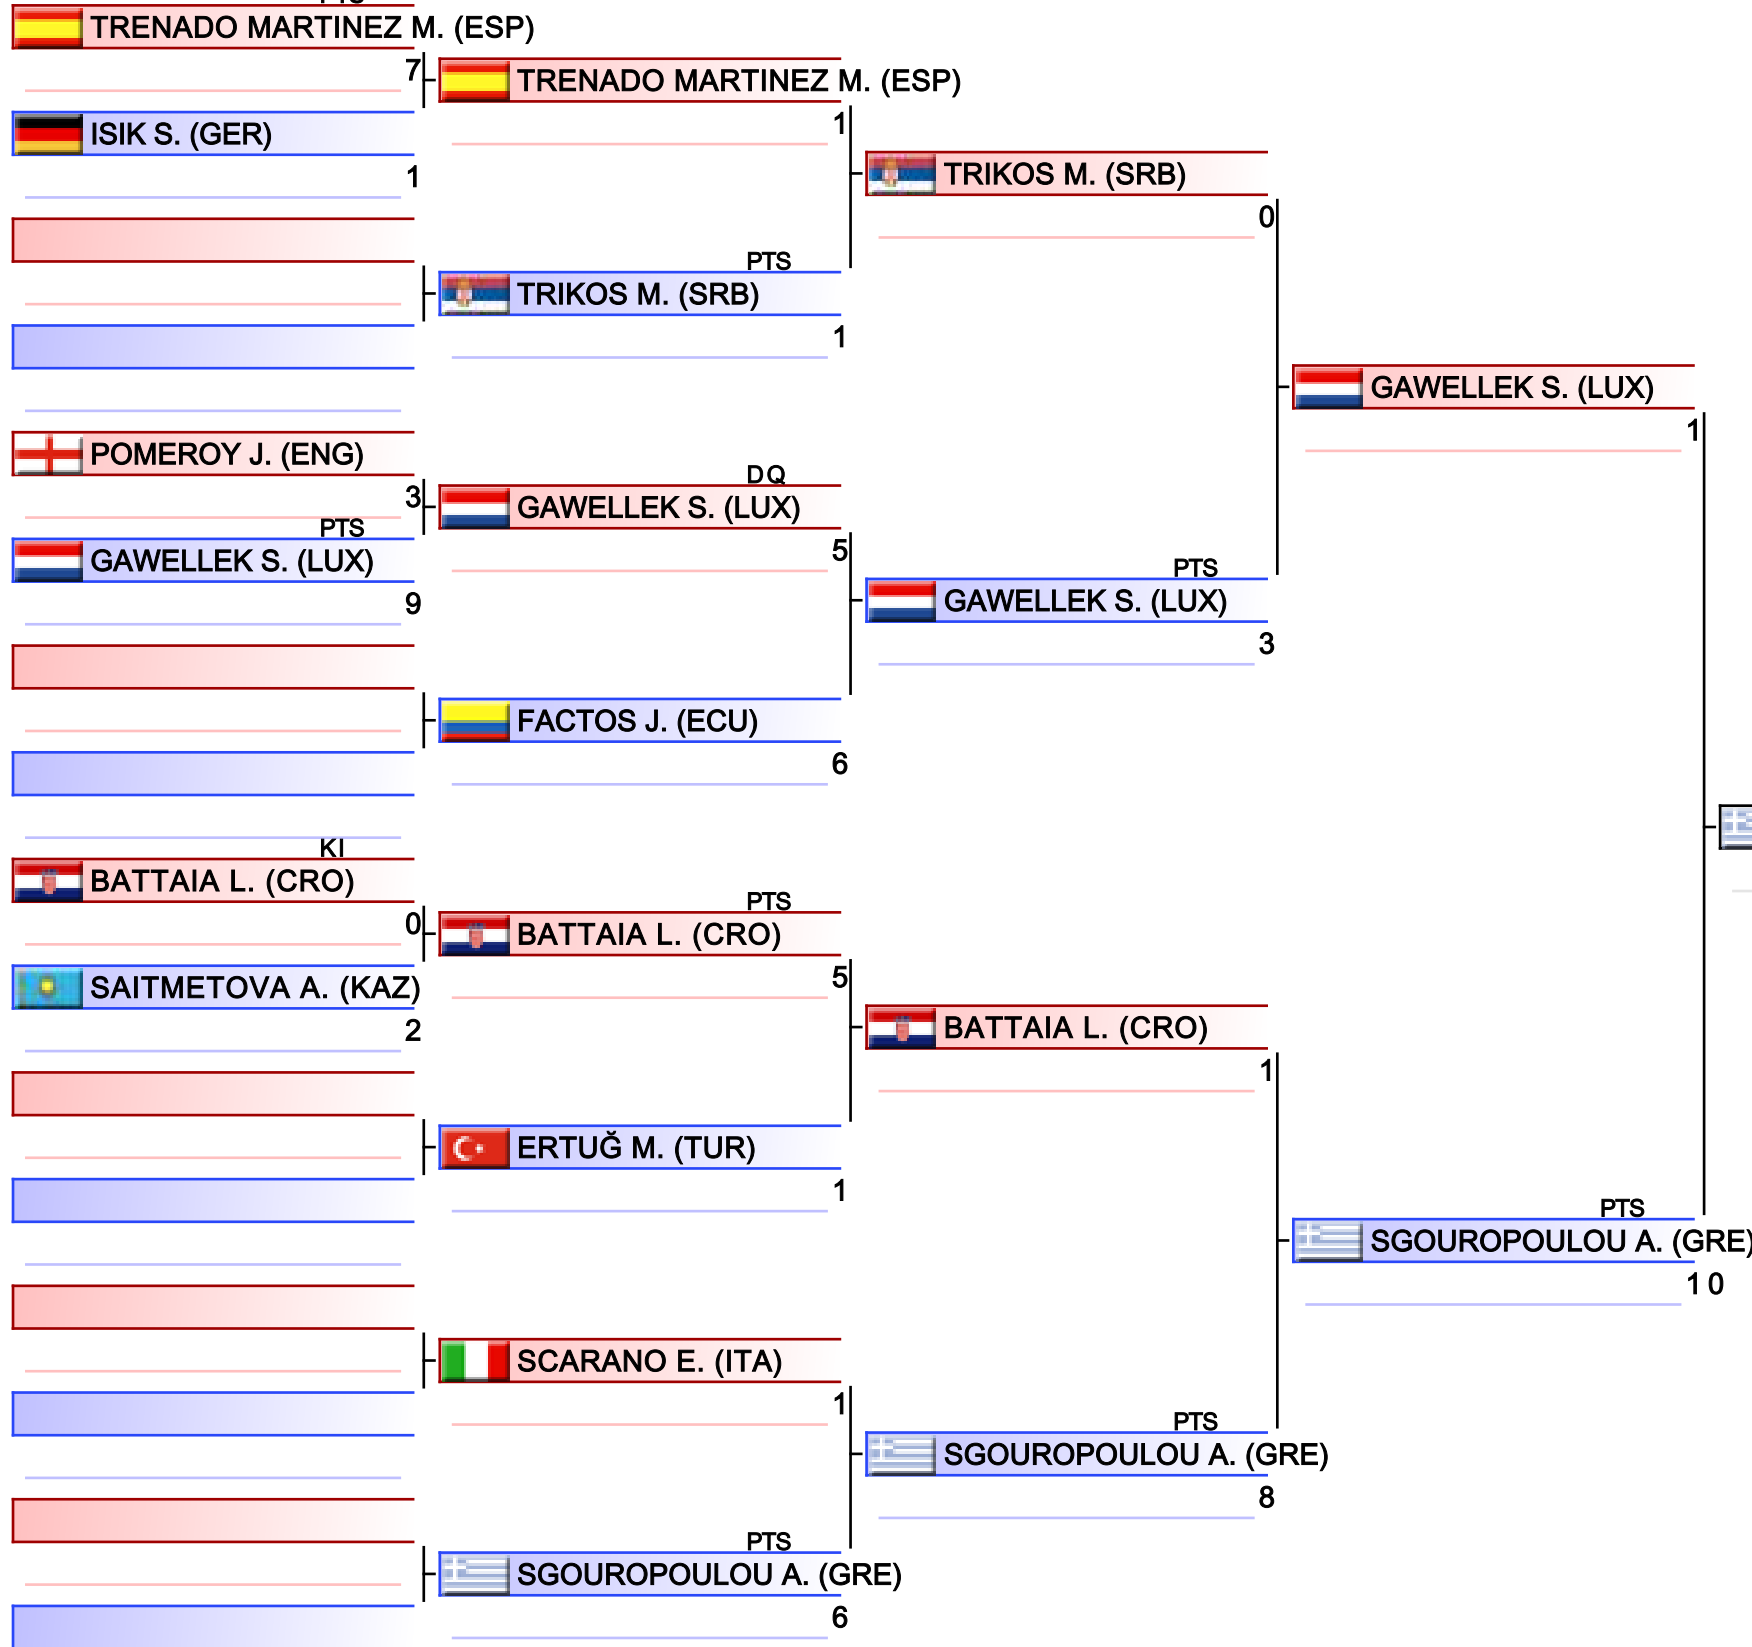 TRENADO MARTINEZ M. (ESP)
7
ISIK S. (GER)
1
POMEROY J. (ENG)
3
PTS
GAWELLEK S. (LUX)
9
KI
BATTAIA L. (CRO)
0
SAITMETOVA A. (KAZ)
2
TRENADO MARTINEZ M. (ESP)
1
PTS
TRIKOS M. (SRB)
1
DQ
GAWELLEK S. (LUX)
5
FACTOS J. (ECU)
6
PTS
BATTAIA L. (CRO)
5
ERTUĞ M. (TUR)
1
SCARANO E. (ITA)
1
PTS
SGOUROPOULOU A. (GRE)
6
TRIKOS M. (SRB)
0
PTS
GAWELLEK S. (LUX)
3
BATTAIA L. (CRO)
1
PTS
SGOUROPOULOU A. (GRE)
8
GAWELLEK S. (LUX)
1
PTS
SGOUROPOULOU A. (GRE)
10